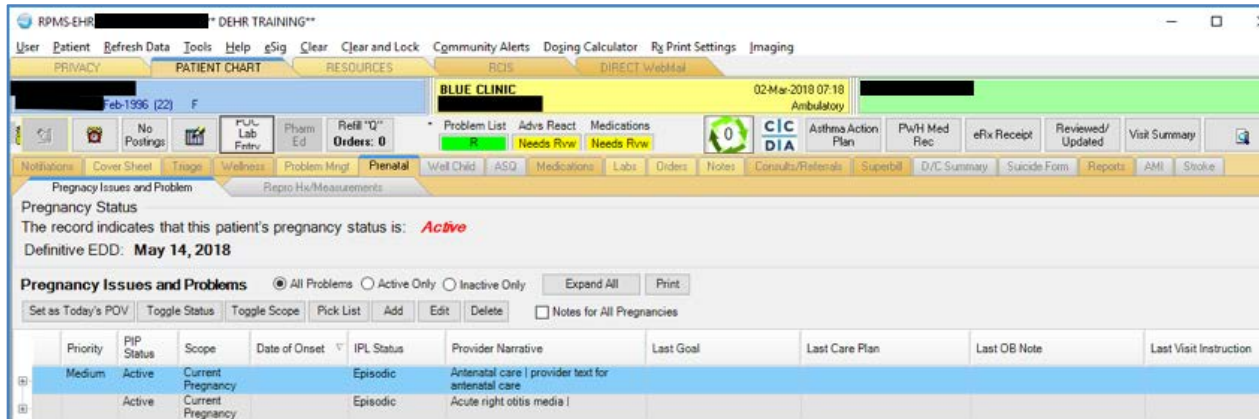 RPMS-EHR ** DEHR TRAINING**
User Patient Refresh Data Tools Help eSig Clear Clear and Lock Community Alerts Dosing Calculator Rx Print Settings Imaging
PRIVACY PATIENT CHART RESOURCES RCIS DIRECT WebMail
BLUE CLINIC 02-Mar-2018 07:18
Feb-1996 (22) F Ambulatory
No Postings
POC Lab Entry
Pharm Ed
Refill "Q" Orders: 0
Problem List Advs React Medications
R Needs Rvw Needs Rvw
0
C|C D|A
Asthma Action Plan
PWH Med Rec
eRx Receipt
Reviewed/ Updated
Visit Summary
Notifications Cover Sheet Triage Wellness Problem Mngt Prenatal Well Child ASQ Medications Labs Orders Notes Consults/Referrals Superbill D/C Summary Suicide Form Reports AMI Stroke
Pregnacy Issues and Problem Repro Hx/Measurements
Pregnancy Status
The record indicates that this patient's pregnancy status is: Active
Definitive EDD: May 14, 2018
Pregnancy Issues and Problems All Problems Active Only Inactive Only Expand All Print
Set as Today's POV Toggle Status Toggle Scope Pick List Add Edit Delete Notes for All Pregnancies
Priority PIP Status Scope Date of Onset IPL Status Provider Narrative Last Goal Last Care Plan Last OB Note Last Visit Instruction
Medium Active Current Pregnancy Episodic Antenatal care | provider text for antenatal care
Active Current Pregnancy Episodic Acute right otitis media |